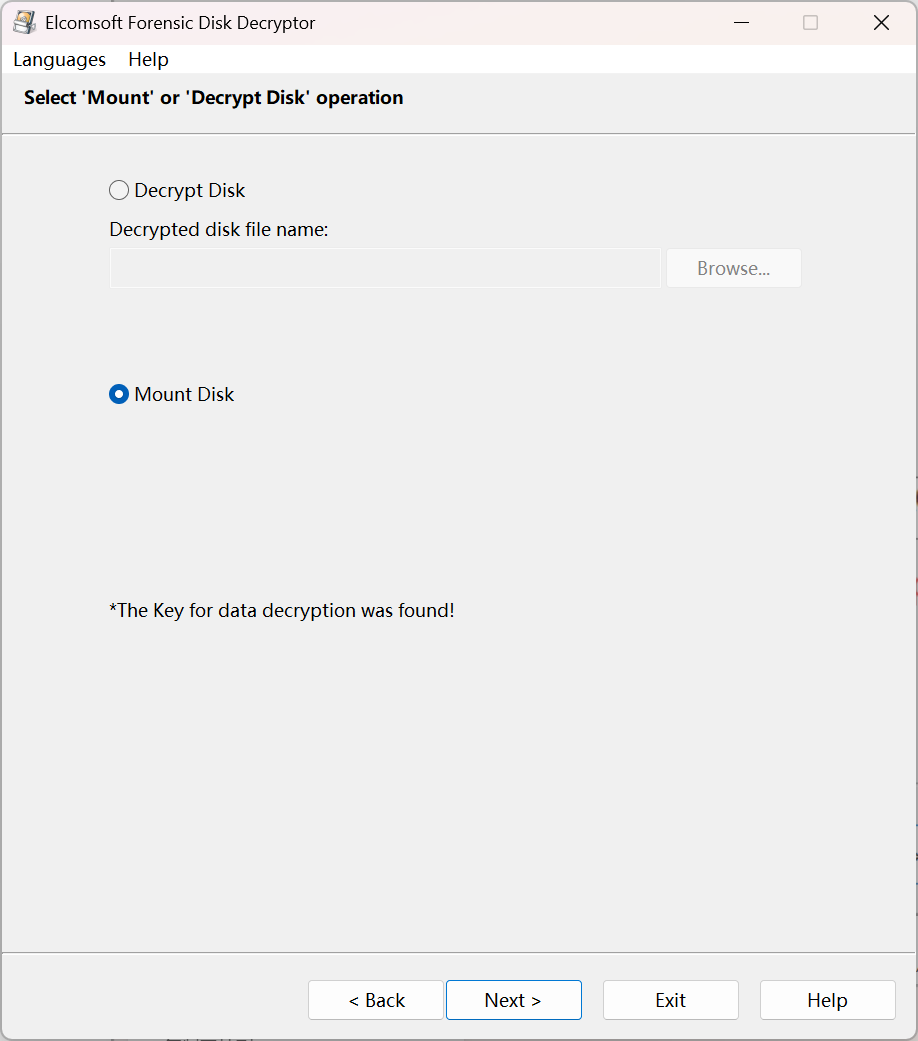 Elcomsoft Forensic Disk Decryptor
Languages Help
Select 'Mount' or 'Decrypt Disk' operation
Decrypt Disk
Decrypted disk file name:
Browse...
Mount Disk
*The Key for data decryption was found!
< Back Next > Exit Help